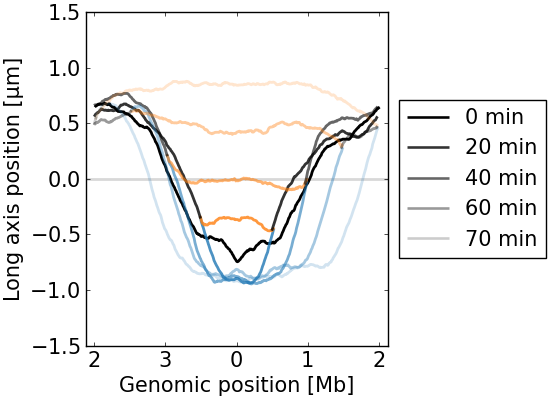 1.5
1.0
0.5
0.0
−0.5
−1.0
−1.5
Long axis position [μm]
2 3 0 1 2
Genomic position [Mb]
0 min
20 min
40 min
60 min
70 min